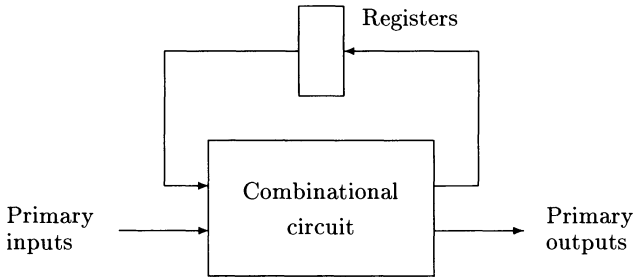 Registers
Combinational
circuit
Primary
inputs
Primary
outputs